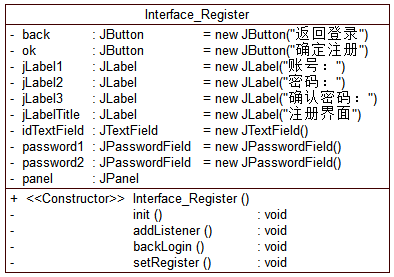 Interface_Register
- back : JButton = new JButton("返回登录")
- ok : JButton = new JButton("确定注册")
- jLabel1 : JLabel = new JLabel("账号：")
- jLabel2 : JLabel = new JLabel("密码：")
- jLabel3 : JLabel = new JLabel("确认密码：")
- jLabelTitle : JLabel = new JLabel("注册界面")
- idTextField : JTextField = new JTextField()
- password1 : JPasswordField = new JPasswordField()
- password2 : JPasswordField = new JPasswordField()
- panel : JPanel
+ <<Constructor>> Interface_Register ()
- init () : void
- addListener () : void
- backLogin () : void
- setRegister () : void